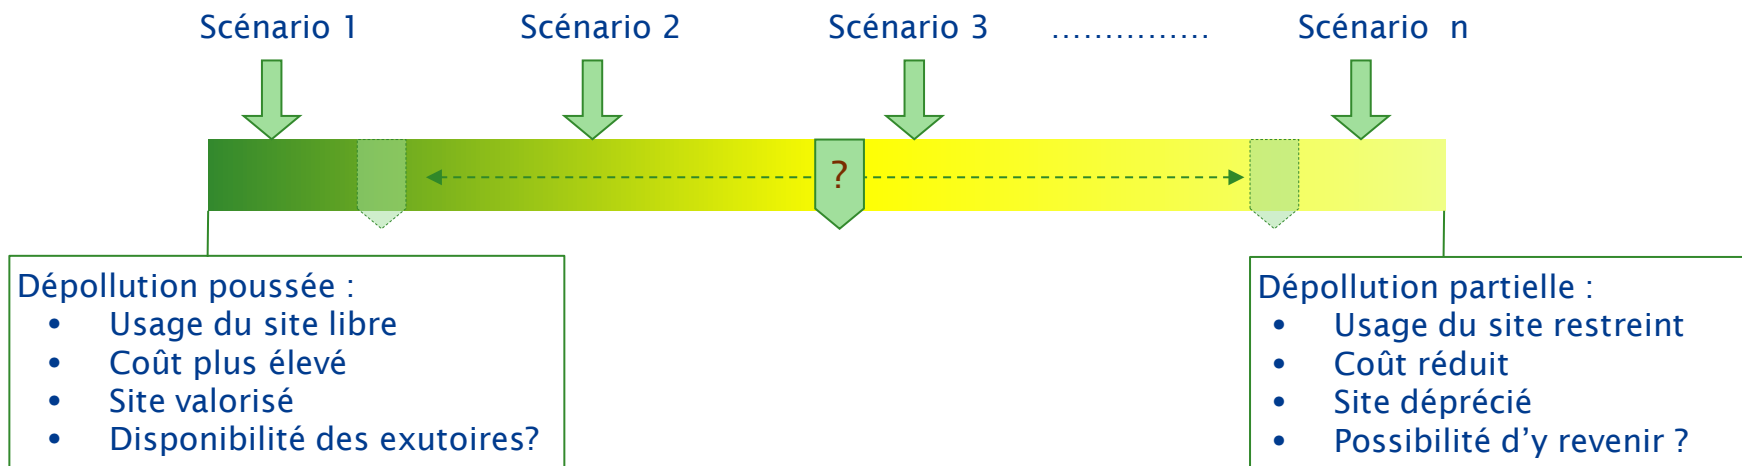 Scénario 1
Scénario 2
Scénario 3
...............
Scénario n
?
Dépollution poussée :
• Usage du site libre
• Coût plus élevé
• Site valorisé
• Disponibilité des exutoires?
Dépollution partielle :
• Usage du site restreint
• Coût réduit
• Site déprécié
• Possibilité d’y revenir ?